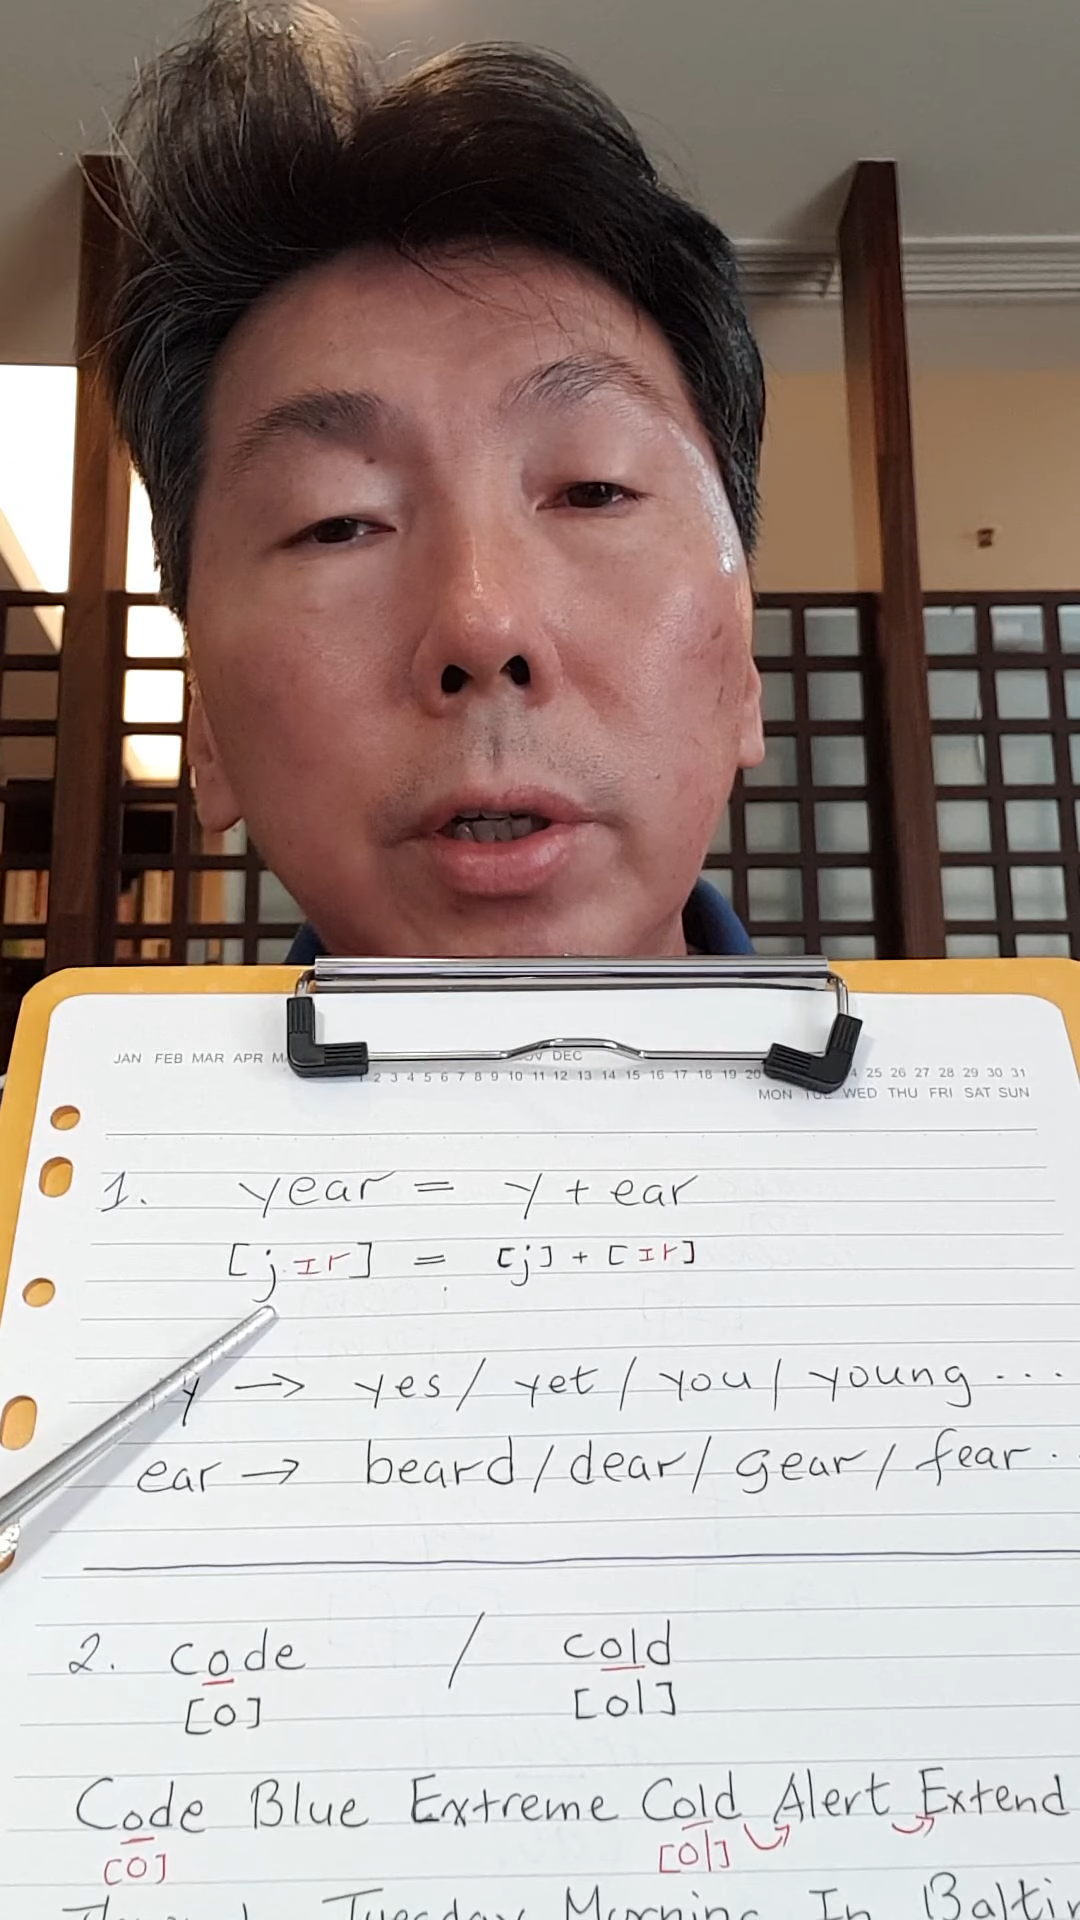 JAN FEB MAR APR DEC
1 2 3 4 5 6 7 8 9 10 11 12 13 14 15 16 17 18 19 20 25 26 27 28 29 30 31
MON TUE WED THU FRI SAT SUN
1. year = y + ear
[jɪr] = [j] + [ɪr]
y → yes / yet / you / young ...
ear → beard / dear / gear / fear ..
2. code / cold
[o] [ol]
Code Blue Extreme Cold Alert Extend
[o] [ol]
Tuesday Morning In